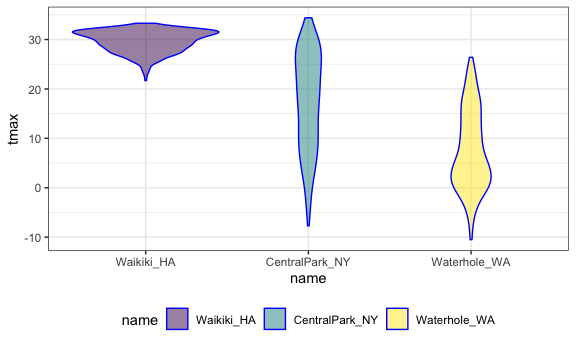 30
20
10
0
-10
tmax
Waikiki_HA CentralPark_NY Waterhole_WA
name
name Waikiki_HA CentralPark_NY Waterhole_WA